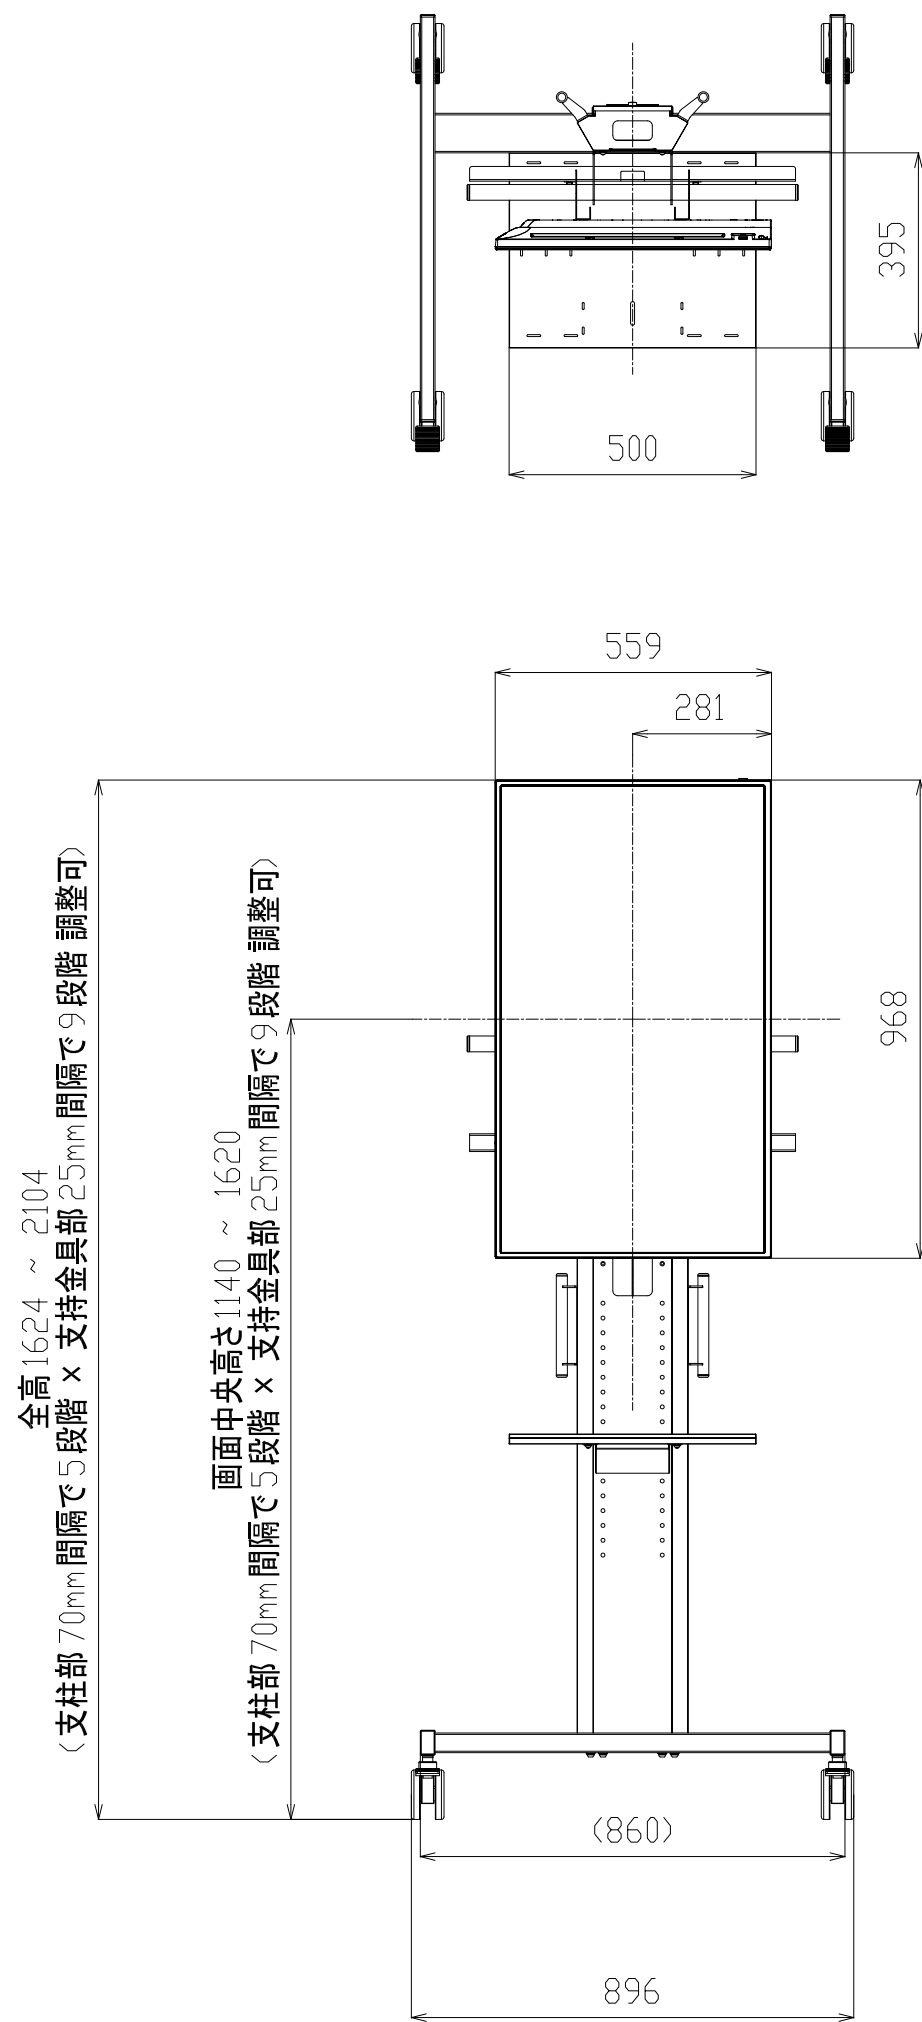 395
500
559
281
968
全高1624 ~ 2104
(支柱部70mm間隔で5段階 × 支持金具部25mm間隔で9段階 調整可)
画面中央高さ1140 ~ 1620
(支柱部70mm間隔で5段階 × 支持金具部25mm間隔で9段階 調整可)
(860)
896